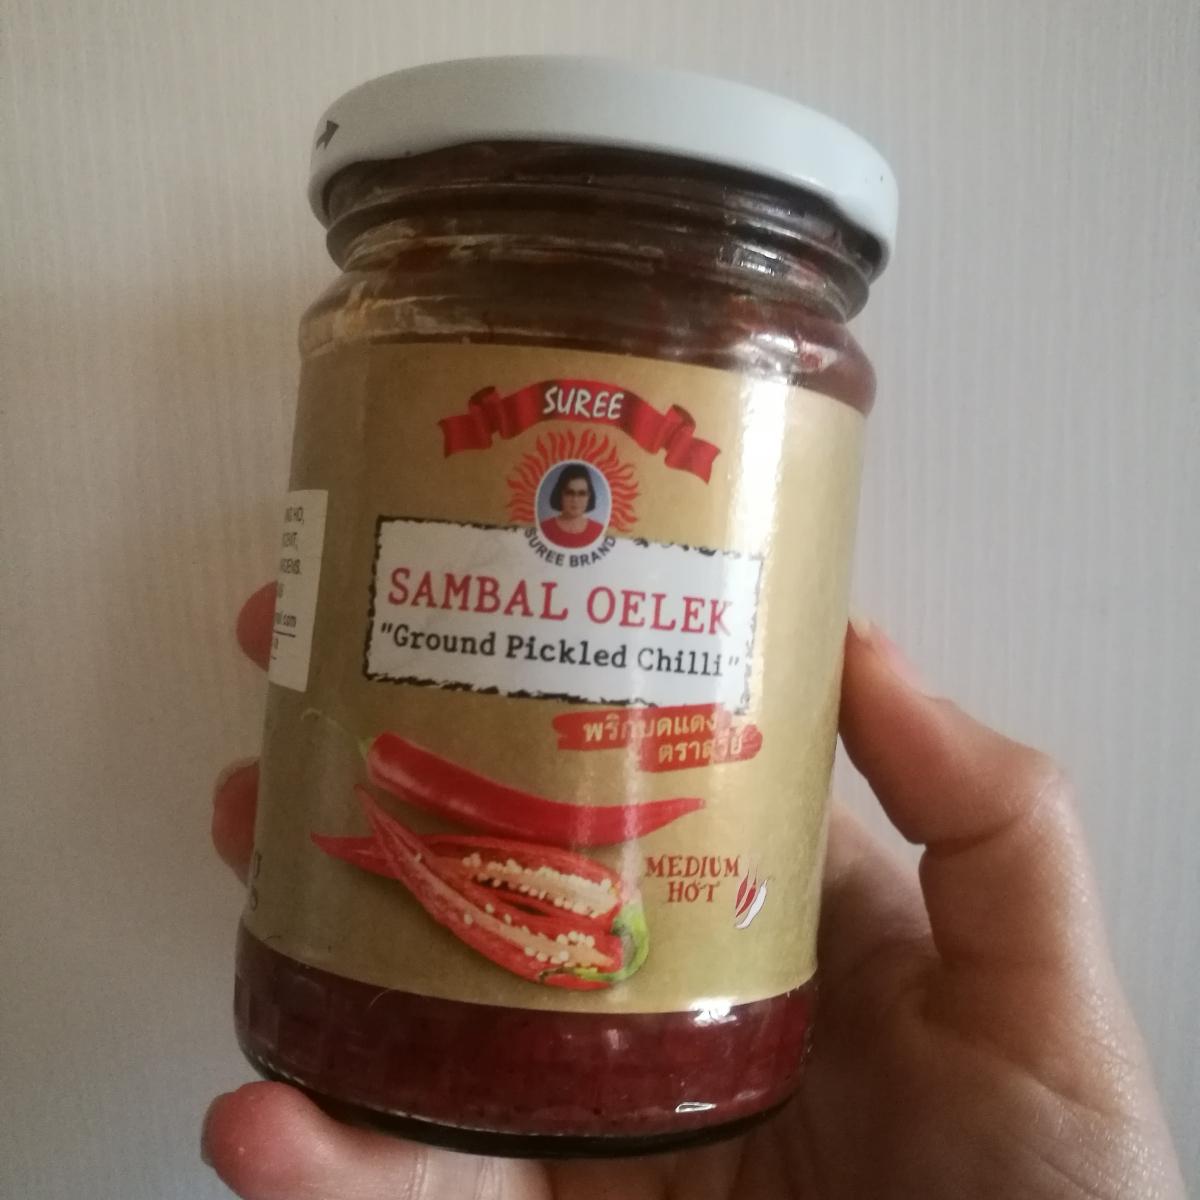 SUREE
SUREE BRAND
SAMBAL OELEK
"Ground Pickled Chilli"
พริกบดแดง
ตราสุรีย์
MEDIUM
HOT